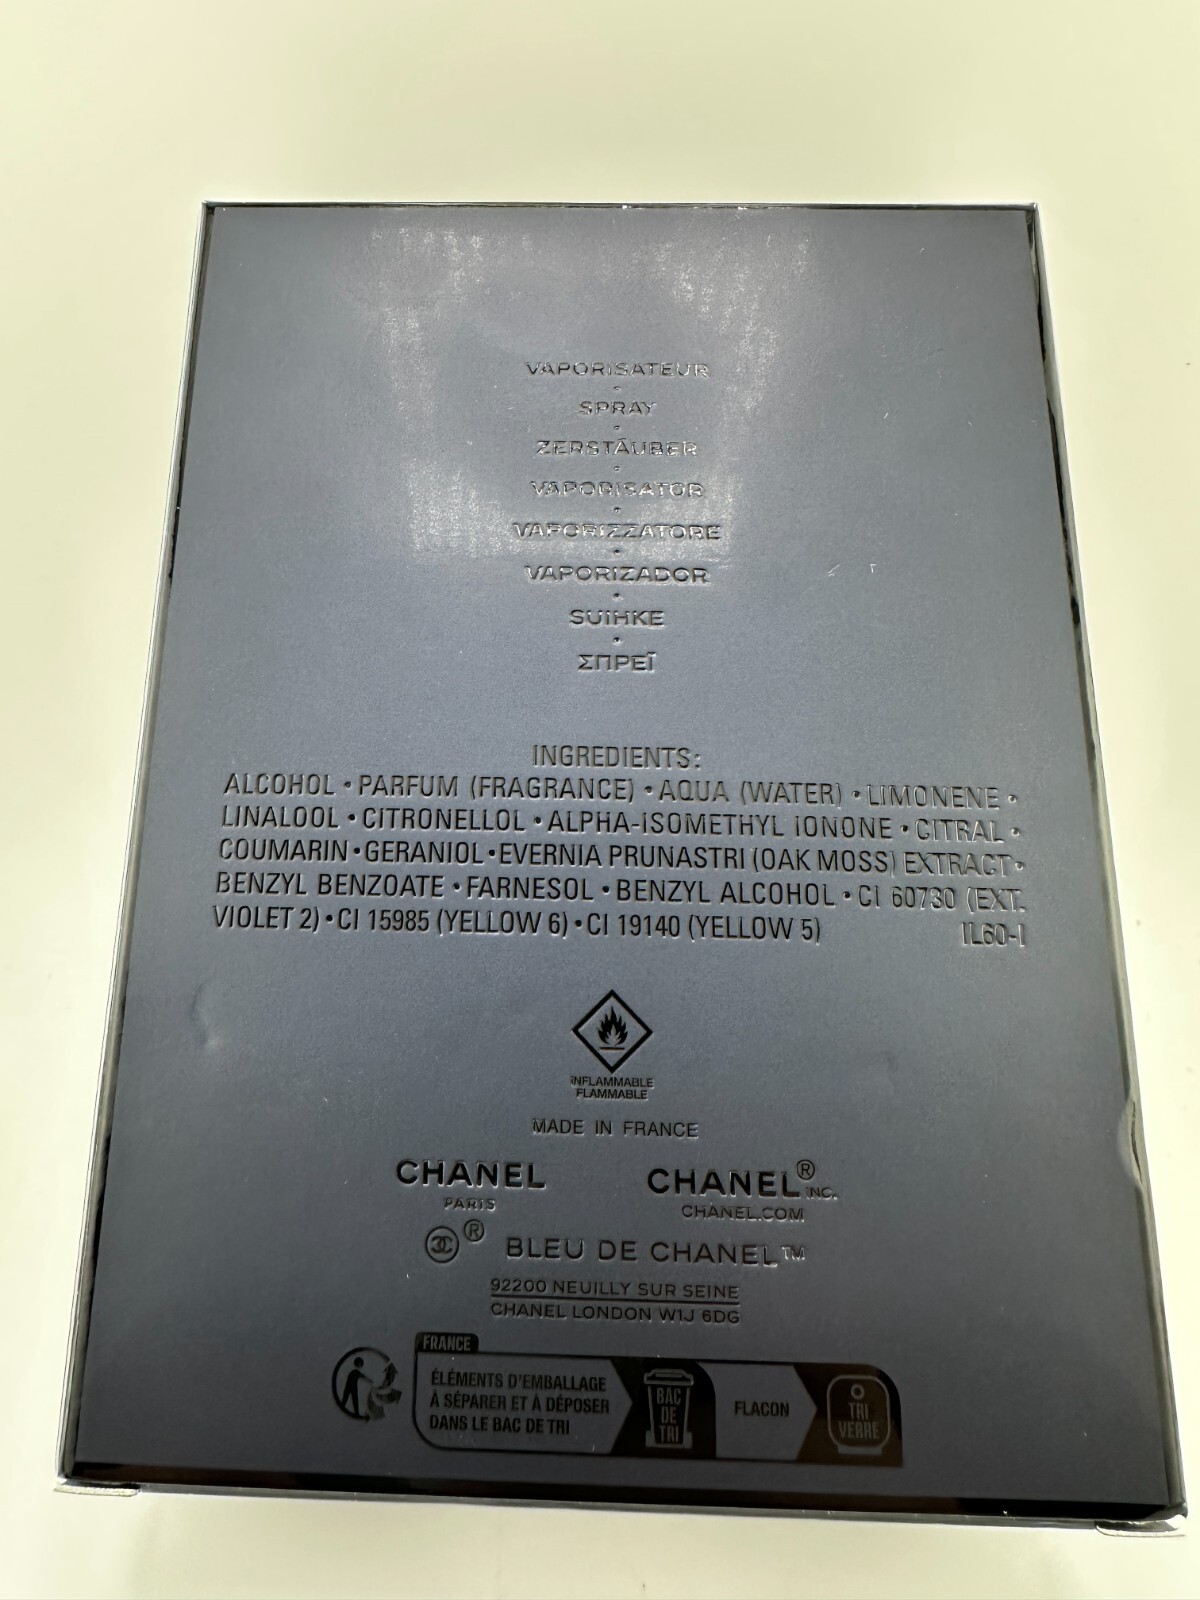 VAPORISATEUR
•
SPRAY
•
ZERSTÄUBER
•
VAPORISATOR
•
VAPORIZZATORE
•
VAPORIZADOR
•
SUIHKE
•
ΣΠΡΕΪ
INGREDIENTS:
ALCOHOL • PARFUM (FRAGRANCE) • AQUA (WATER) • LIMONENE •
LINALOOL • CITRONELLOL • ALPHA-ISOMETHYL IONONE • CITRAL •
COUMARIN • GERANIOL • EVERNIA PRUNASTRI (OAK MOSS) EXTRACT •
BENZYL BENZOATE • FARNESOL • BENZYL ALCOHOL • CI 60730 (EXT.
VIOLET 2) • CI 15985 (YELLOW 6) • CI 19140 (YELLOW 5) IL60-I
INFLAMMABLE
FLAMMABLE
MADE IN FRANCE
CHANEL
PARIS
CHANEL® INC.
CHANEL.COM
® BLEU DE CHANEL™
92200 NEUILLY SUR SEINE
CHANEL LONDON W1J 6DG
FRANCE
ÉLÉMENTS D'EMBALLAGE
À SÉPARER ET À DÉPOSER
DANS LE BAC DE TRI
BAC
DE
TRI
FLACON
TRI
VERRE